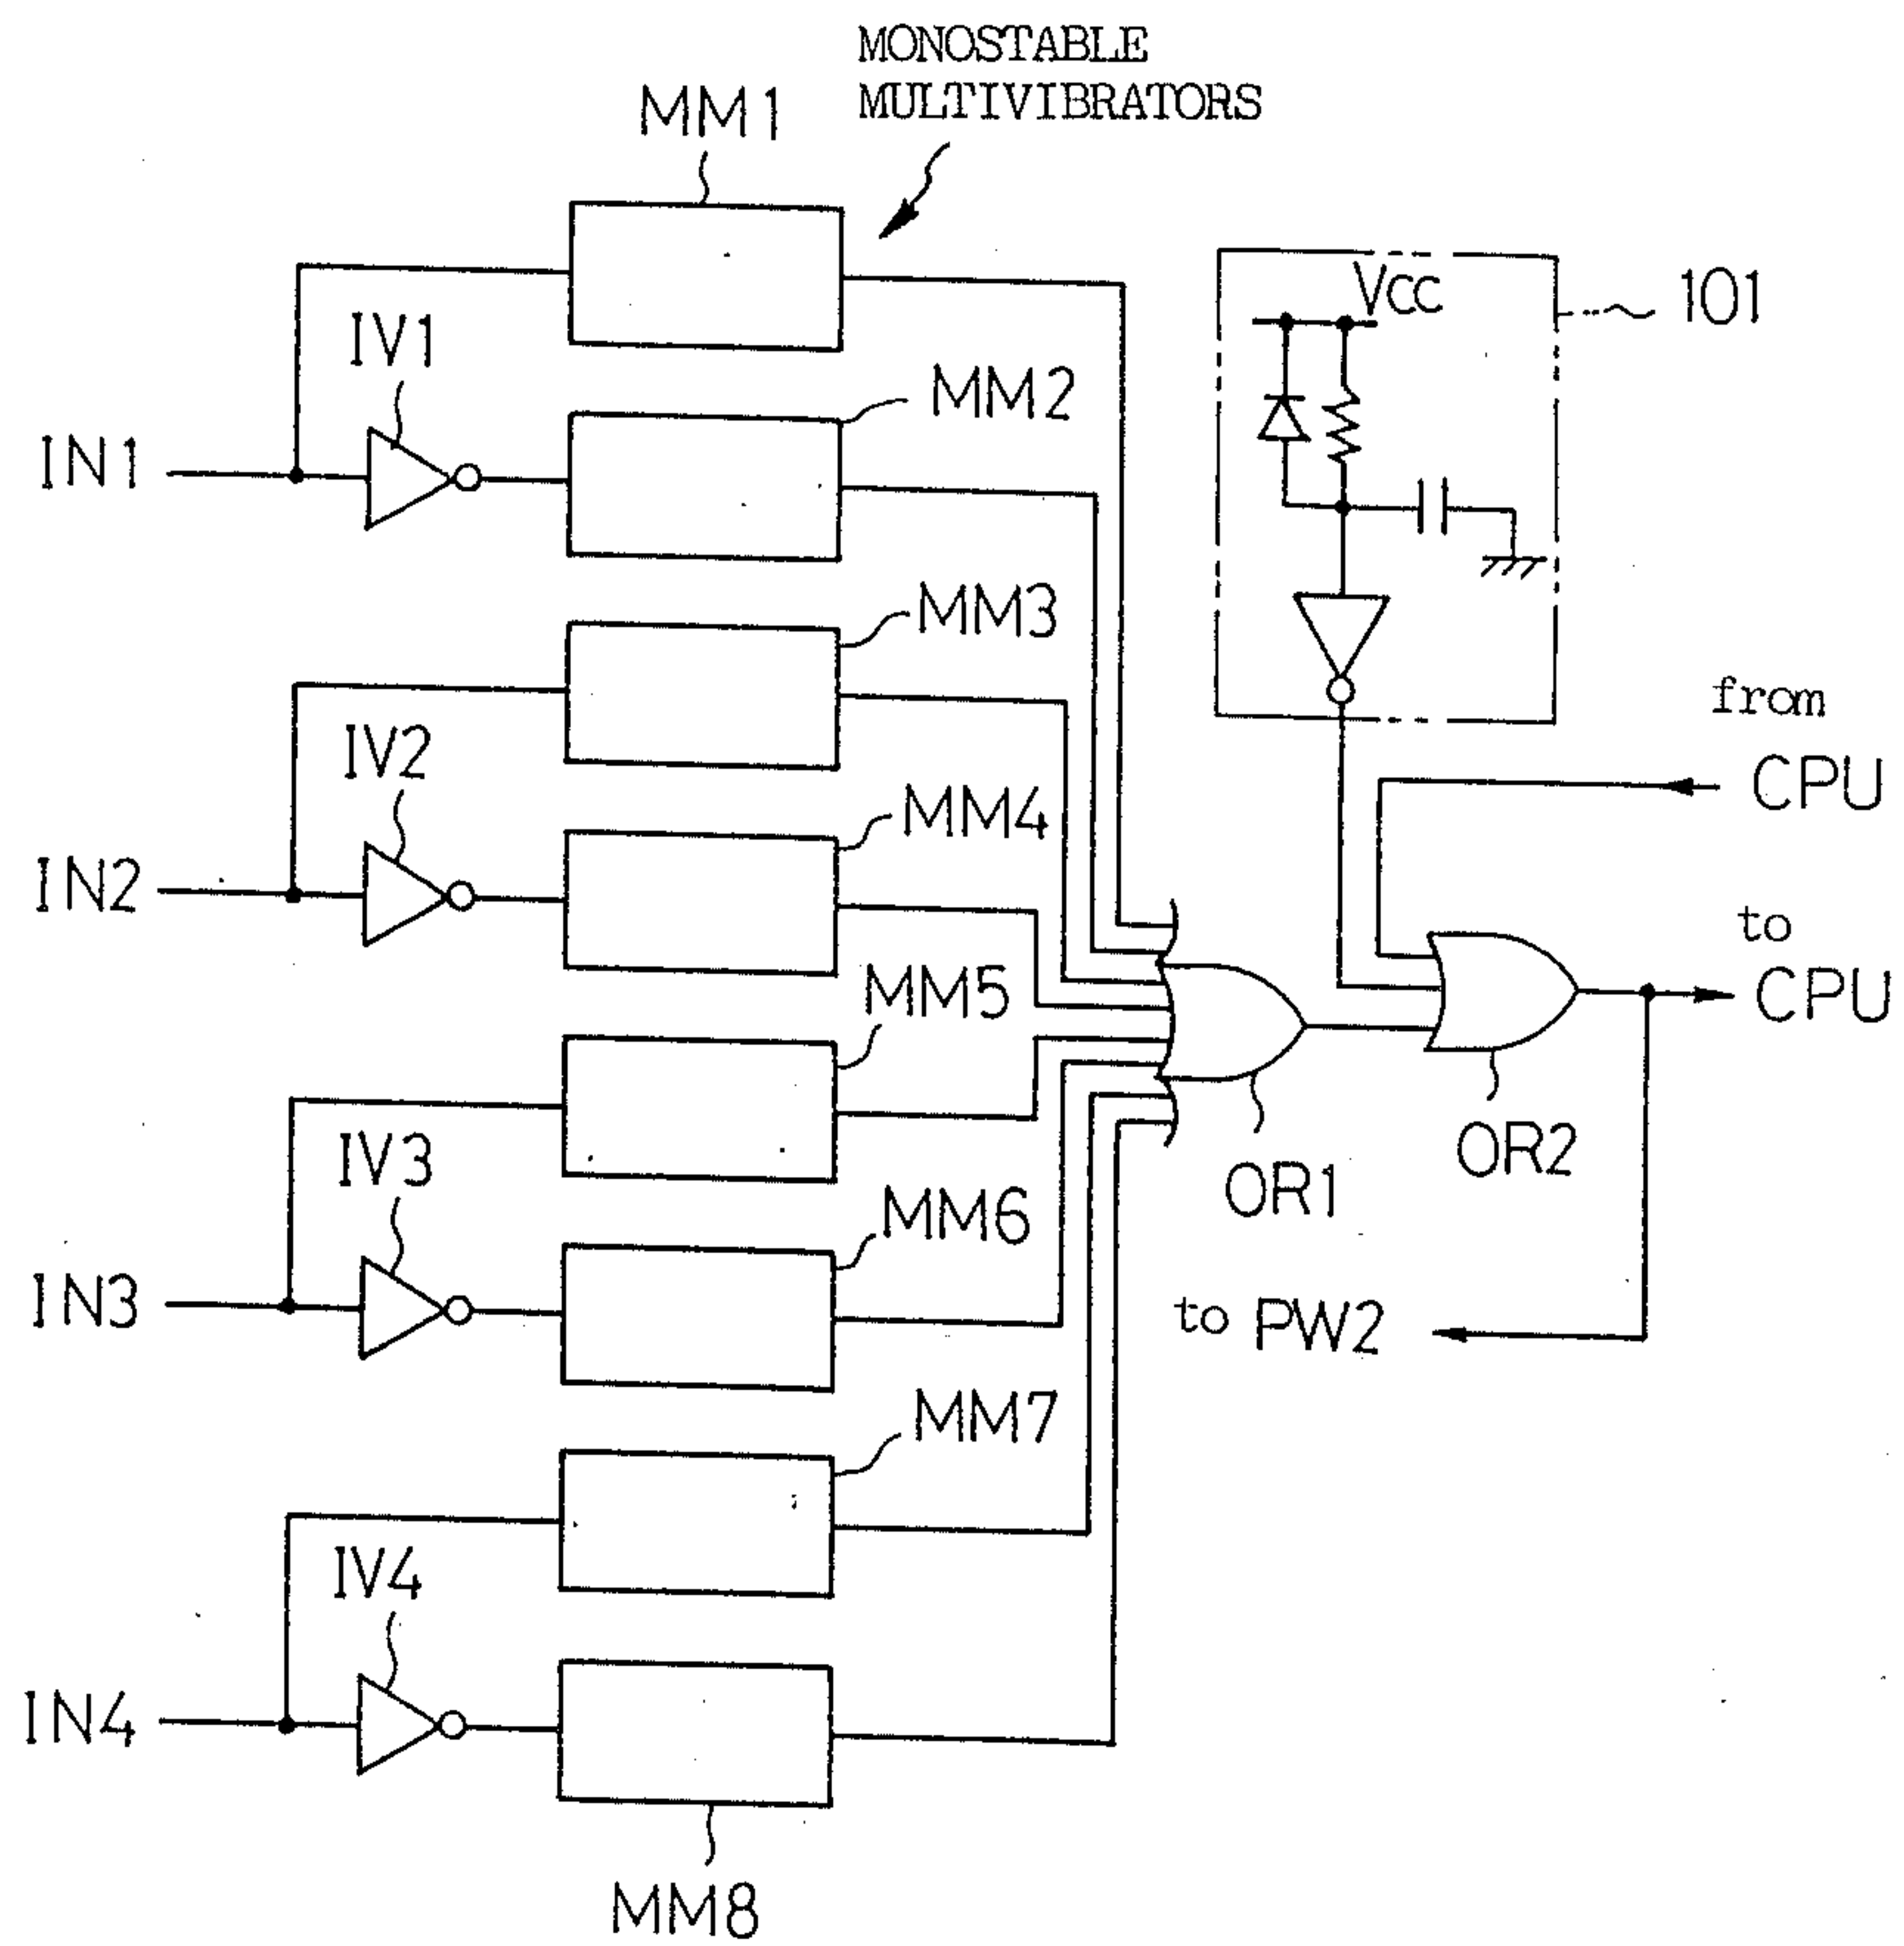 MONOSTABLE
MULTIVIBRATORS
MM1
Vcc
101
IV1
MM2
IN1
MM3
from
CPU
IV2
MM4
IN2
to
CPU
MM5
OR1
OR2
IV3
MM6
IN3
to PW2
MM7
IV4
IN4
MM8